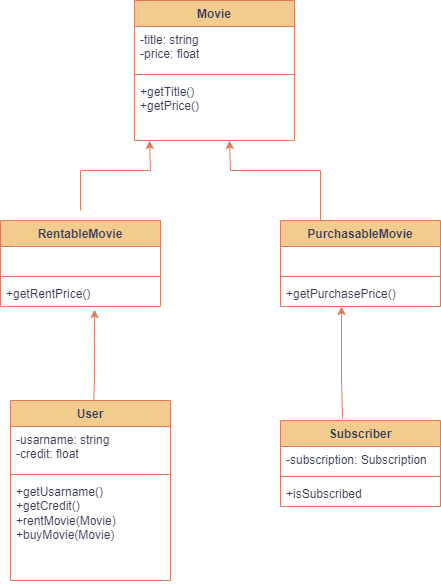 Movie
-title: string
-price: float
+getTitle()
+getPrice()
RentableMovie
+getRentPrice()
PurchasableMovie
+getPurchasePrice()
User
-usarname: string
-credit: float
+getUsarname()
+getCredit()
+rentMovie(Movie)
+buyMovie(Movie)
Subscriber
-subscription: Subscription
+isSubscribed